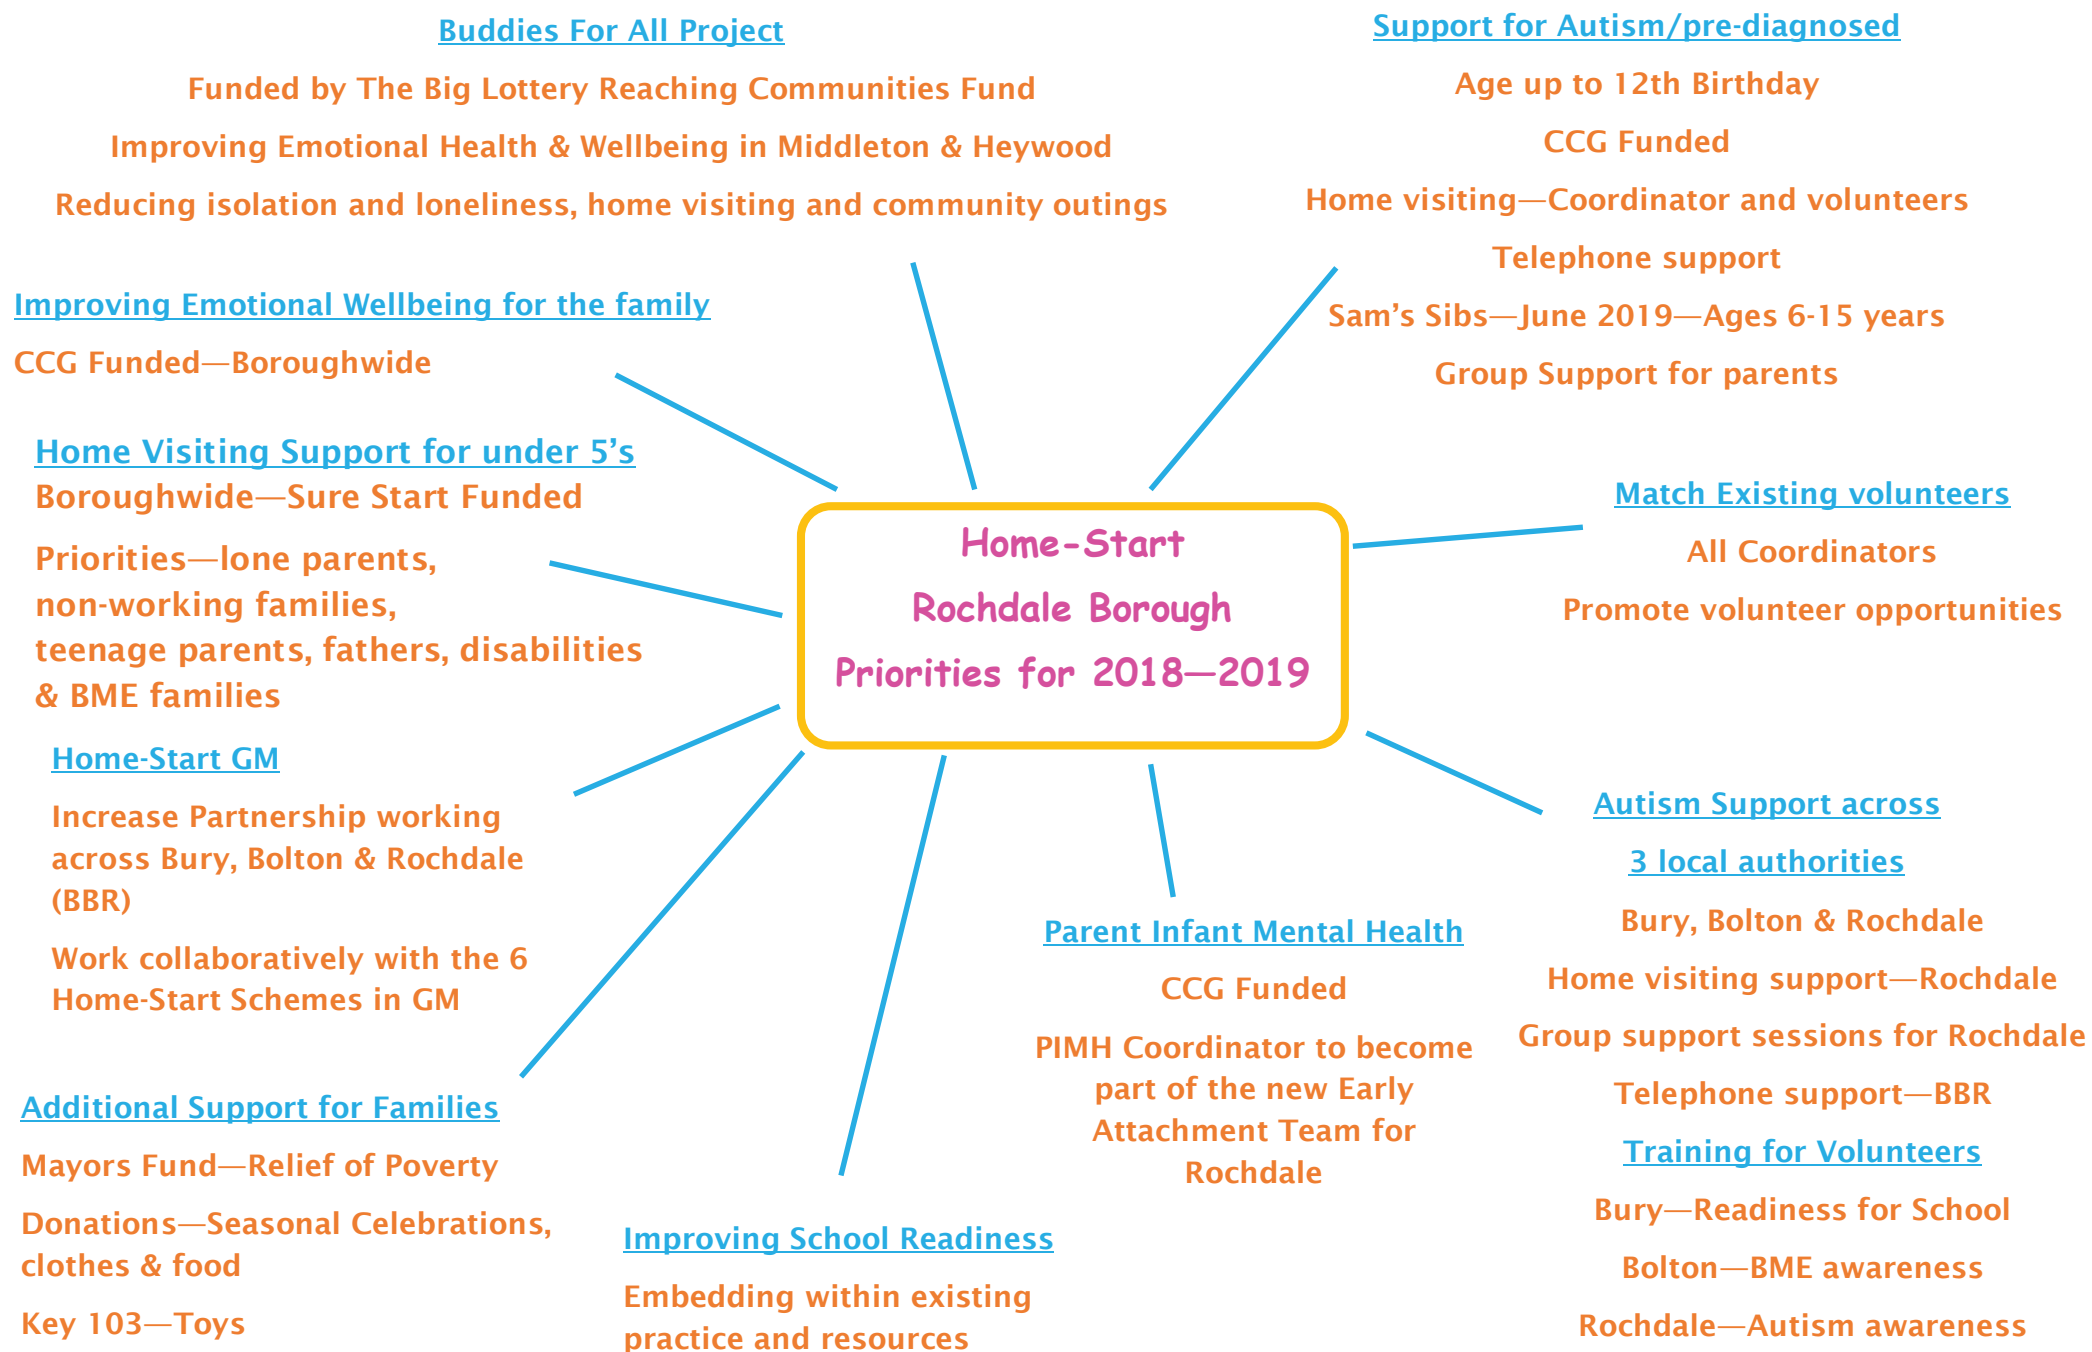 Buddies For All Project
Funded by The Big Lottery Reaching Communities Fund
Improving Emotional Health & Wellbeing in Middleton & Heywood
Reducing isolation and loneliness, home visiting and community outings
Support for Autism/pre-diagnosed
Age up to 12th Birthday
CCG Funded
Home visiting—Coordinator and volunteers
Telephone support
Sam's Sibs—June 2019—Ages 6-15 years
Group Support for parents
Improving Emotional Wellbeing for the family
CCG Funded—Boroughwide
Home Visiting Support for under 5's
Boroughwide—Sure Start Funded
Priorities—lone parents,
non-working families,
teenage parents, fathers, disabilities
& BME families
Home-Start
Rochdale Borough
Priorities for 2018—2019
Match Existing volunteers
All Coordinators
Promote volunteer opportunities
Home-Start GM
Increase Partnership working
across Bury, Bolton & Rochdale
(BBR)
Work collaboratively with the 6
Home-Start Schemes in GM
Additional Support for Families
Mayors Fund—Relief of Poverty
Donations—Seasonal Celebrations,
clothes & food
Key 103—Toys
Improving School Readiness
Embedding within existing
practice and resources
Parent Infant Mental Health
CCG Funded
PIMH Coordinator to become
part of the new Early
Attachment Team for
Rochdale
Autism Support across
3 local authorities
Bury, Bolton & Rochdale
Home visiting support—Rochdale
Group support sessions for Rochdale
Telephone support—BBR
Training for Volunteers
Bury—Readiness for School
Bolton—BME awareness
Rochdale—Autism awareness